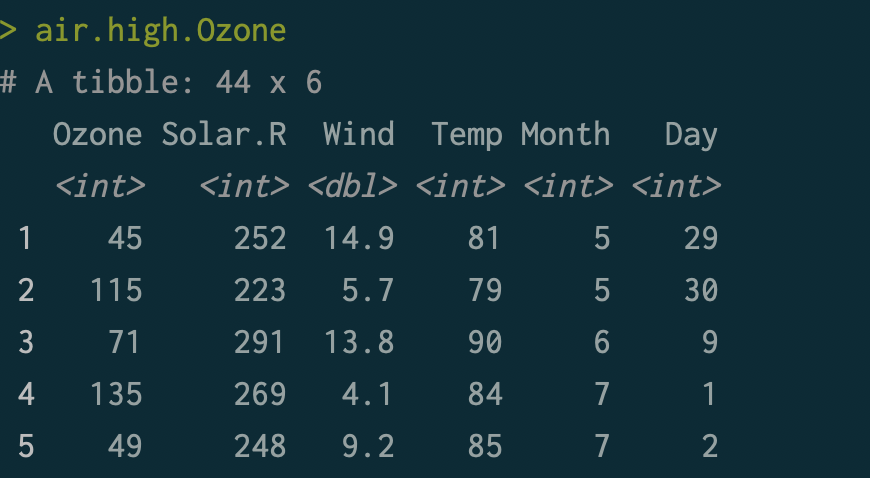 > air.high.Ozone
# A tibble: 44 x 6
Ozone Solar.R Wind Temp Month Day
<int> <int> <dbl> <int> <int> <int>
1 45 252 14.9 81 5 29
2 115 223 5.7 79 5 30
3 71 291 13.8 90 6 9
4 135 269 4.1 84 7 1
5 49 248 9.2 85 7 2